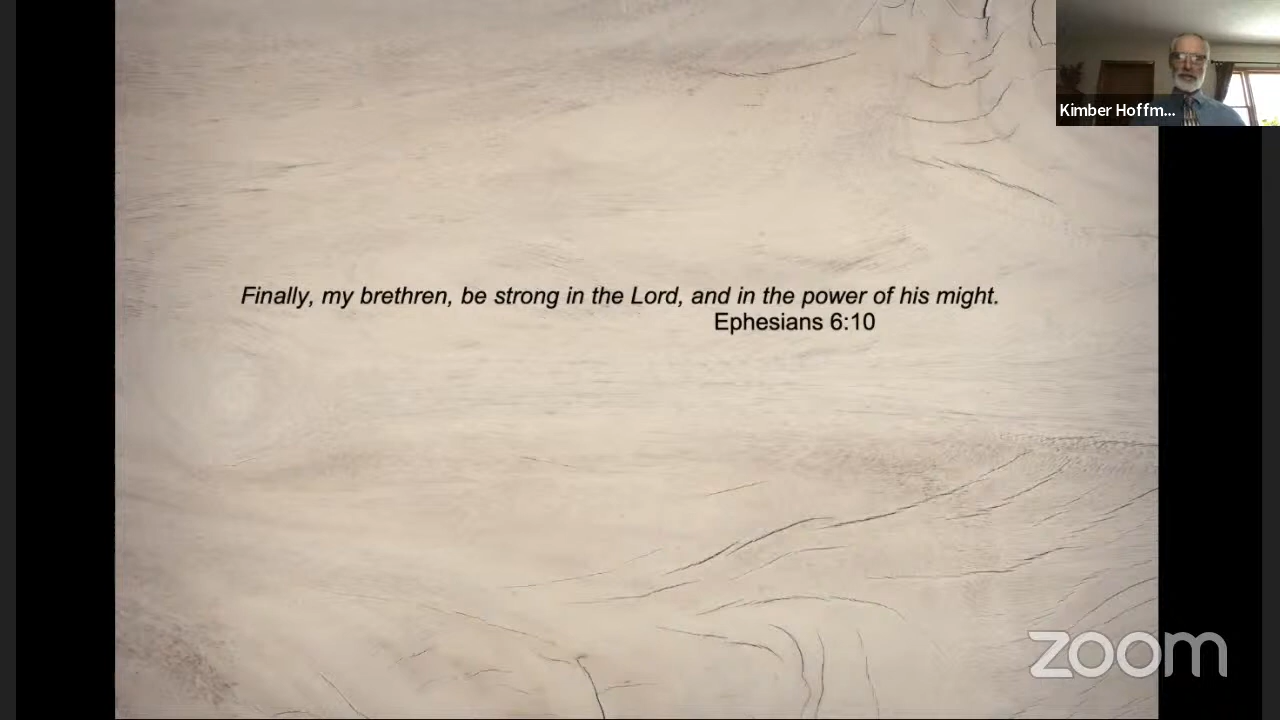 Kimber Hoffm...
Finally, my brethren, be strong in the Lord, and in the power of his might.
Ephesians 6:10
zoom